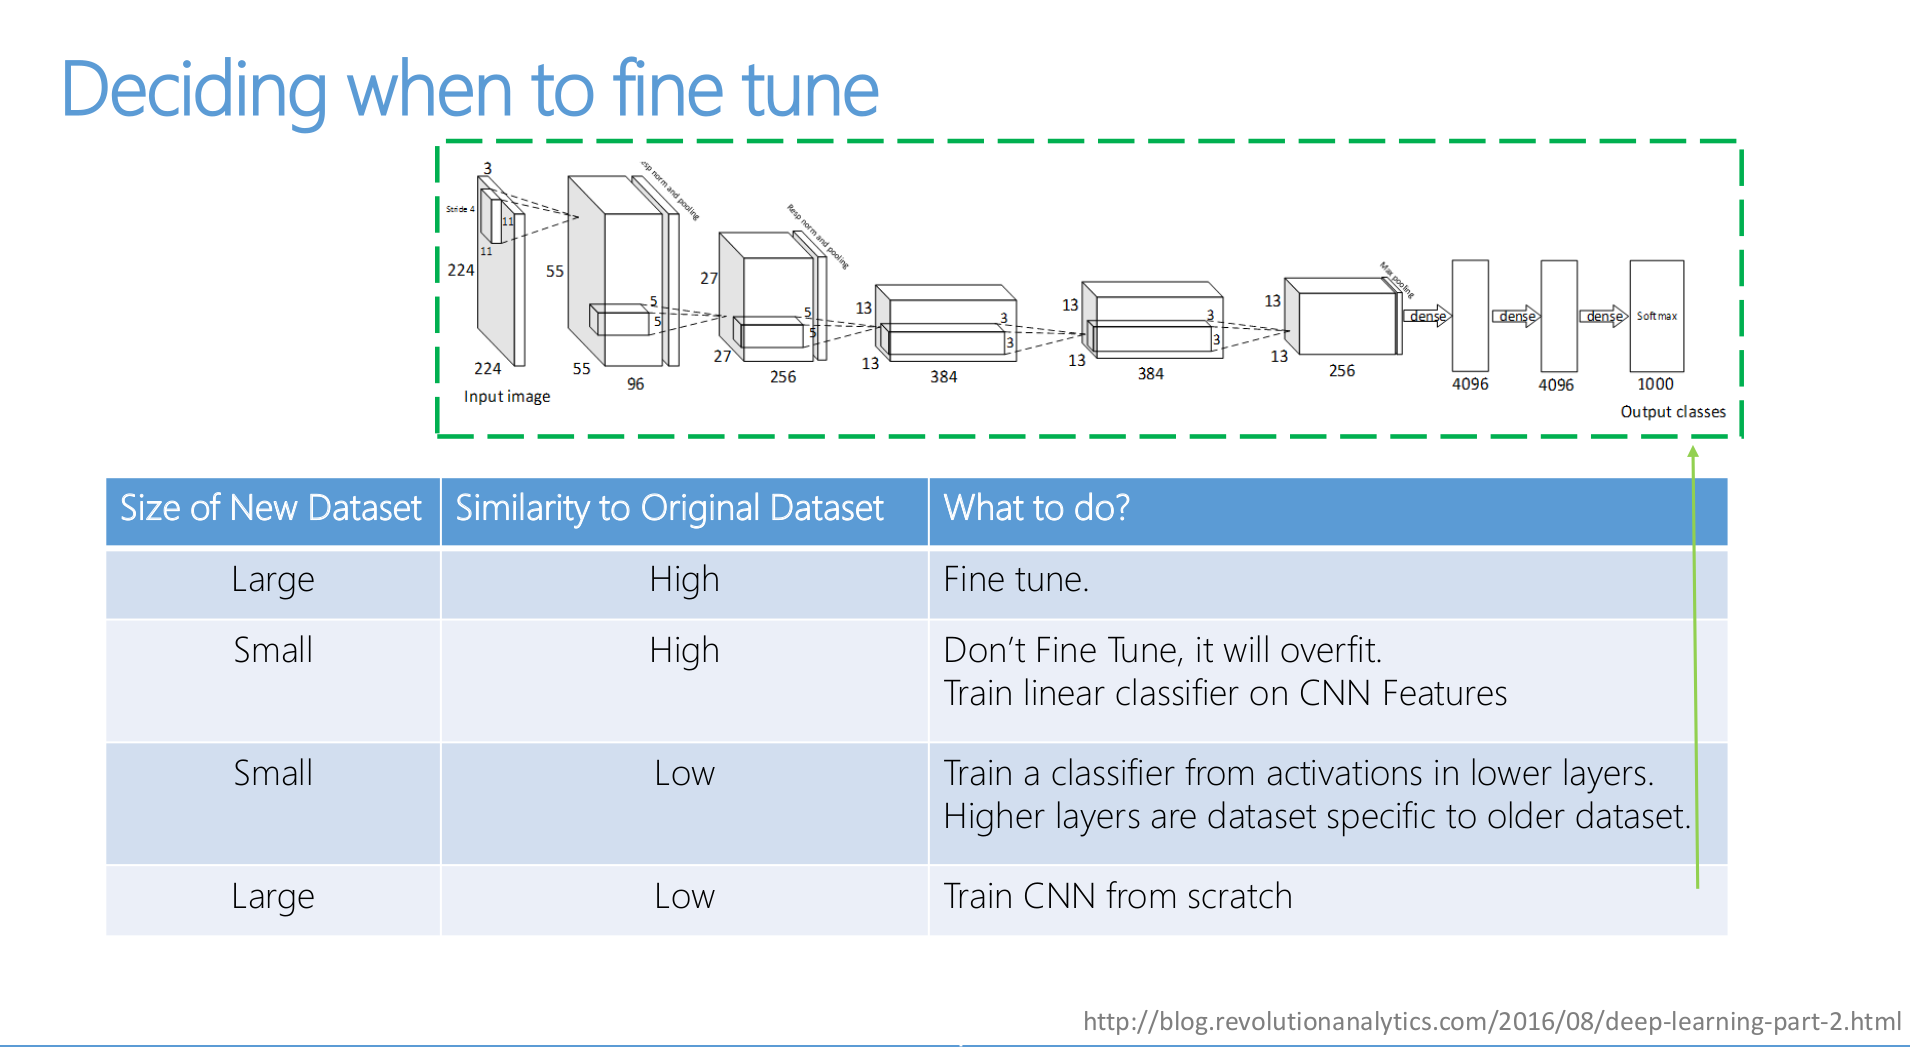 Deciding when to fine tune
3
Stride 4
11
11
224
224
Input image
norm and pooling
55
55
96
5
5
Resp norm and pooling
27
27
256
5
5
13
13
384
3
3
13
13
384
3
3
Max pooling
13
13
256
dense
4096
dense
4096
dense
Softmax
1000
Output classes
Size of New Dataset Similarity to Original Dataset What to do?
Large High Fine tune.
Small High Don’t Fine Tune, it will overfit.
Train linear classifier on CNN Features
Small Low Train a classifier from activations in lower layers.
Higher layers are dataset specific to older dataset.
Large Low Train CNN from scratch
http://blog.revolutionanalytics.com/2016/08/deep-learning-part-2.html